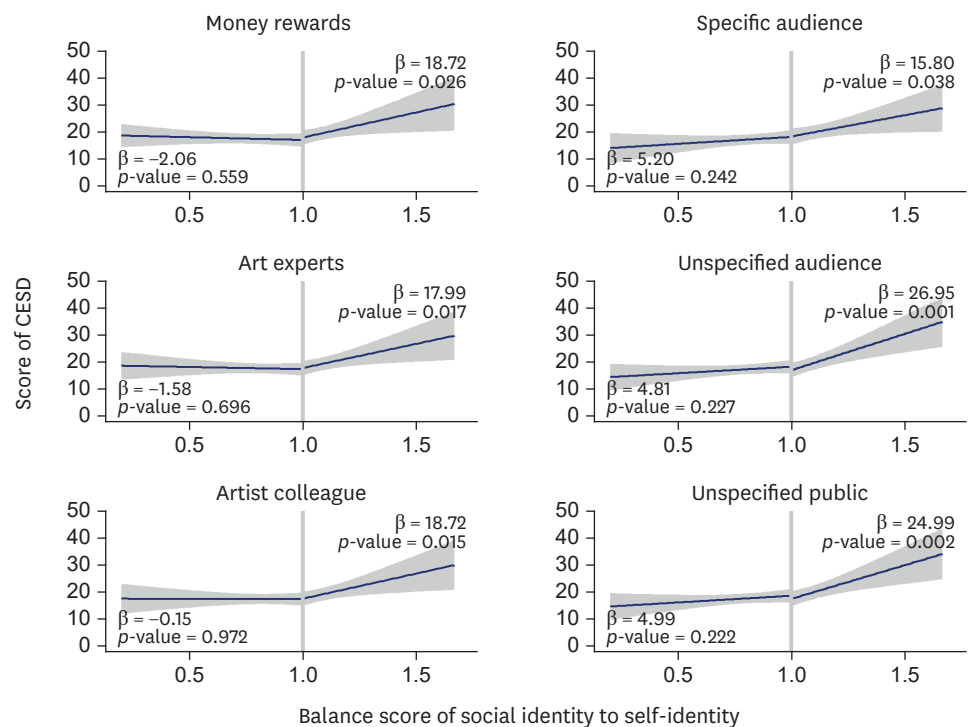 Money rewards
50
40
30
20
10
0
β = 18.72
p-value = 0.026
β = −2.06
p-value = 0.559
0.5 1.0 1.5
Specific audience
50
40
30
20
10
0
β = 15.80
p-value = 0.038
β = 5.20
p-value = 0.242
0.5 1.0 1.5
Score of CESD
Art experts
50
40
30
20
10
0
β = 17.99
p-value = 0.017
β = −1.58
p-value = 0.696
0.5 1.0 1.5
Unspecified audience
50
40
30
20
10
0
β = 26.95
p-value = 0.001
β = 4.81
p-value = 0.227
0.5 1.0 1.5
Artist colleague
50
40
30
20
10
0
β = 18.72
p-value = 0.015
β = −0.15
p-value = 0.972
0.5 1.0 1.5
Unspecified public
50
40
30
20
10
0
β = 24.99
p-value = 0.002
β = 4.99
p-value = 0.222
0.5 1.0 1.5
Balance score of social identity to self-identity